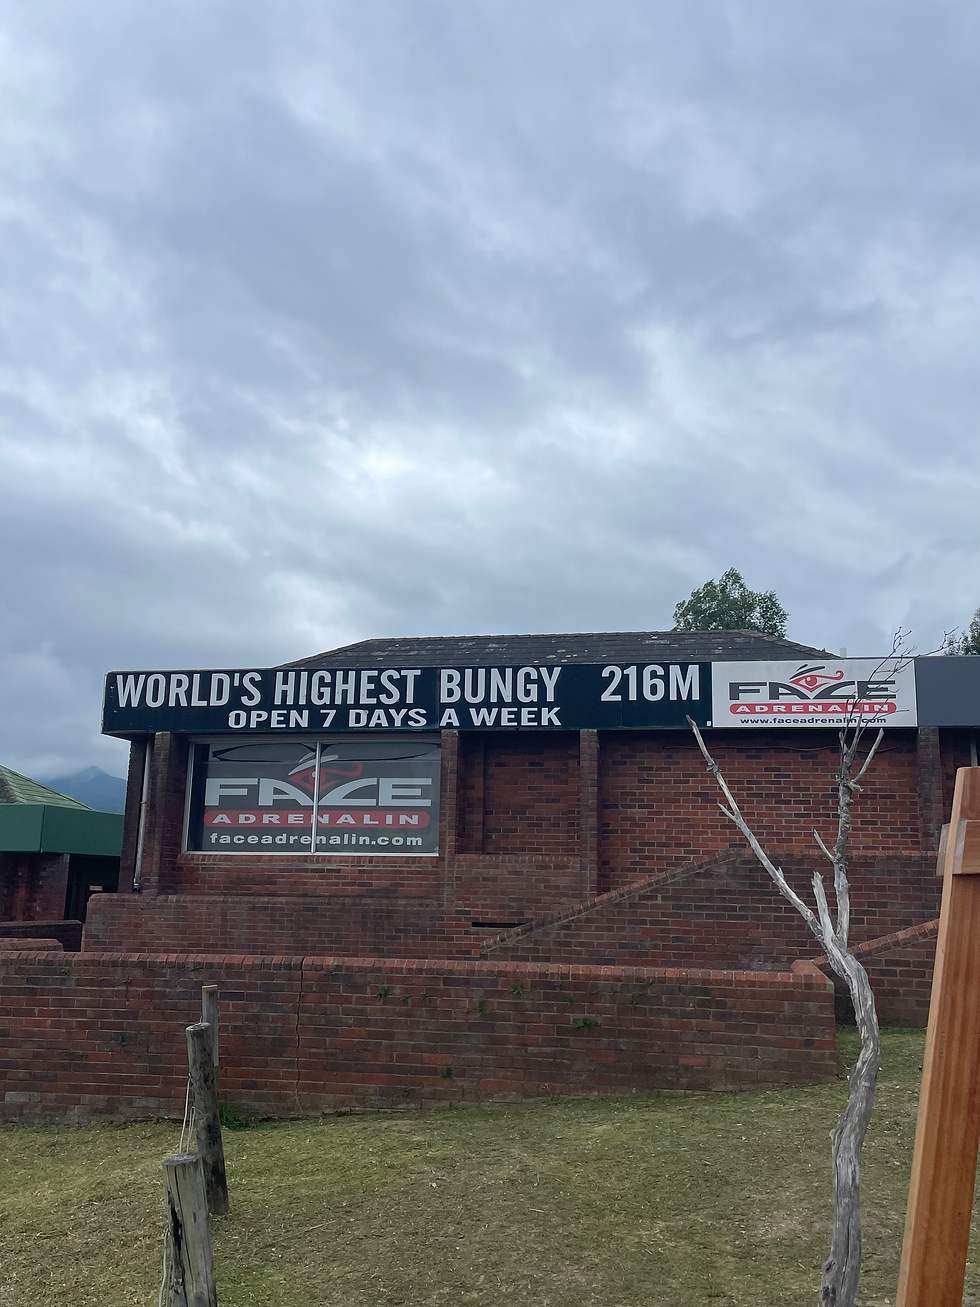 WORLD'S HIGHEST BUNGY 216M
OPEN 7 DAYS A WEEK
FACE
ADRENALIN
www.faceadrenalin.com
FACE
ADRENALIN
faceadrenalin.com